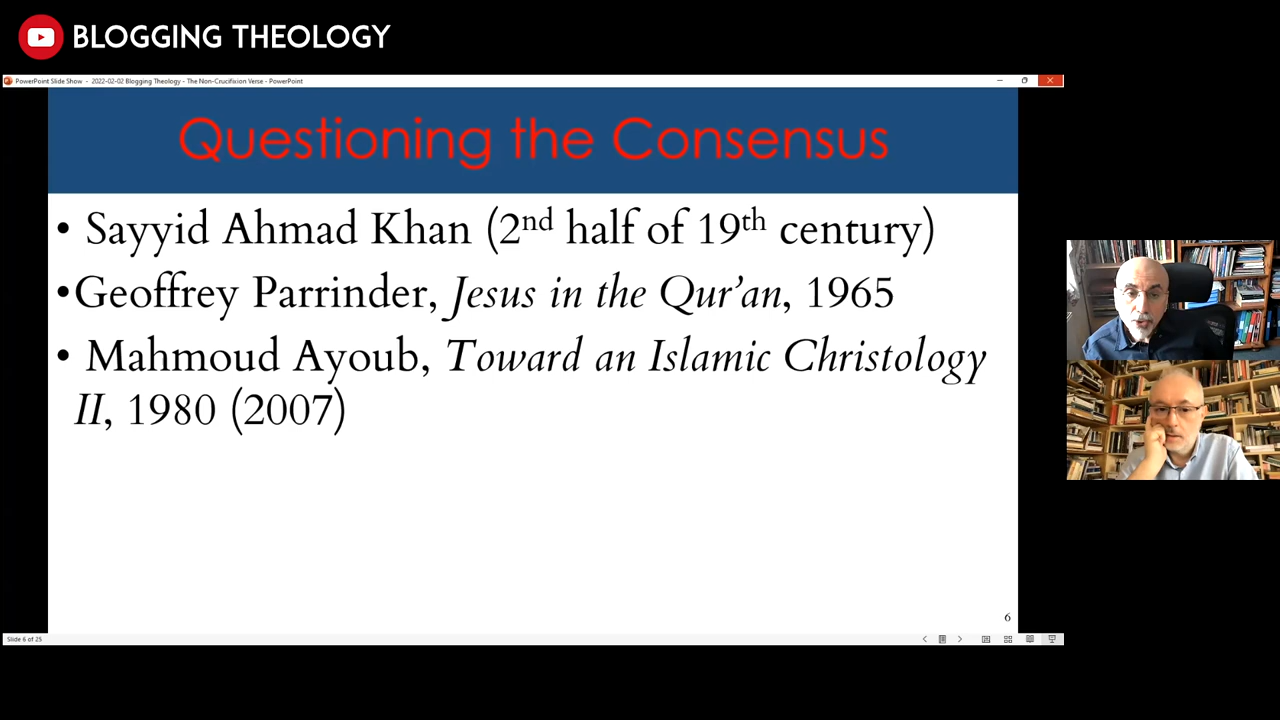 BLOGGING THEOLOGY
PowerPoint Slide Show - 2022-02-02 Blogging Theology - The Non-Crucifixion Verse - PowerPoint
Questioning the Consensus
• Sayyid Ahmad Khan (2nd half of 19th century)
•Geoffrey Parrinder, Jesus in the Qur’an, 1965
• Mahmoud Ayoub, Toward an Islamic Christology
II, 1980 (2007)
6
Slide 6 of 25